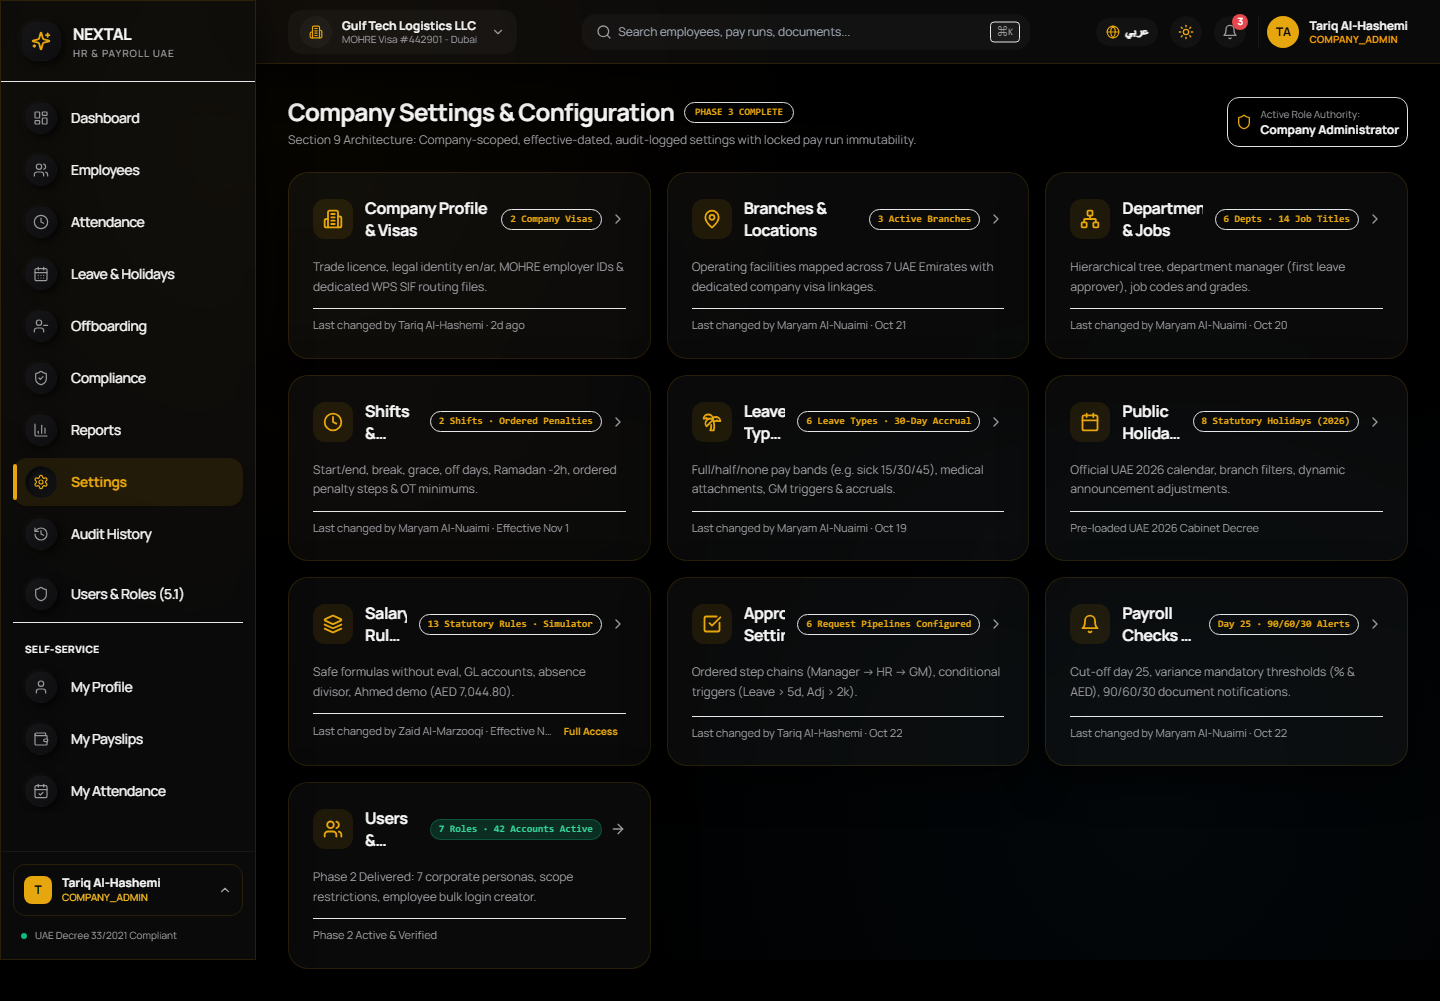 NEXTAL
HR & PAYROLL UAE
Gulf Tech Logistics LLC
MOHRE Visa #442901 - Dubai
Search employees, pay runs, documents...
⌘K
عربي
3
TA
Tariq Al-Hashemi
COMPANY_ADMIN
Dashboard
Employees
Attendance
Leave & Holidays
Offboarding
Compliance
Reports
Settings
Audit History
Users & Roles (5.1)
SELF-SERVICE
My Profile
My Payslips
My Attendance
T
Tariq Al-Hashemi
COMPANY_ADMIN
UAE Decree 33/2021 Compliant
Company Settings & Configuration
PHASE 3 COMPLETE
Section 9 Architecture: Company-scoped, effective-dated, audit-logged settings with locked pay run immutability.
Active Role Authority:
Company Administrator
Company Profile
& Visas
2 Company Visas
Trade licence, legal identity en/ar, MOHRE employer IDs &
dedicated WPS SIF routing files.
Last changed by Tariq Al-Hashemi · 2d ago
Branches &
Locations
3 Active Branches
Operating facilities mapped across 7 UAE Emirates with
dedicated company visa linkages.
Last changed by Maryam Al-Nuaimi · Oct 21
Departmen
& Jobs
6 Depts · 14 Job Titles
Hierarchical tree, department manager (first leave
approver), job codes and grades.
Last changed by Maryam Al-Nuaimi · Oct 20
Shifts
&...
2 Shifts · Ordered Penalties
Start/end, break, grace, off days, Ramadan -2h, ordered
penalty steps & OT minimums.
Last changed by Maryam Al-Nuaimi · Effective Nov 1
Leave
Typ...
6 Leave Types · 30-Day Accrual
Full/half/none pay bands (e.g. sick 15/30/45), medical
attachments, GM triggers & accruals.
Last changed by Maryam Al-Nuaimi · Oct 19
Public
Holida...
8 Statutory Holidays (2026)
Official UAE 2026 calendar, branch filters, dynamic
announcement adjustments.
Pre-loaded UAE 2026 Cabinet Decree
Salary
Rul...
13 Statutory Rules · Simulator
Safe formulas without eval, GL accounts, absence
divisor, Ahmed demo (AED 7,044.80).
Last changed by Zaid Al-Marzooqi · Effective N...
Full Access
Appro
Settin
6 Request Pipelines Configured
Ordered step chains (Manager → HR → GM), conditional
triggers (Leave > 5d, Adj > 2k).
Last changed by Tariq Al-Hashemi · Oct 22
Payroll
Checks ...
Day 25 · 90/60/30 Alerts
Cut-off day 25, variance mandatory thresholds (% &
AED), 90/60/30 document notifications.
Last changed by Maryam Al-Nuaimi · Oct 22
Users
&...
7 Roles · 42 Accounts Active
Phase 2 Delivered: 7 corporate personas, scope
restrictions, employee bulk login creator.
Phase 2 Active & Verified